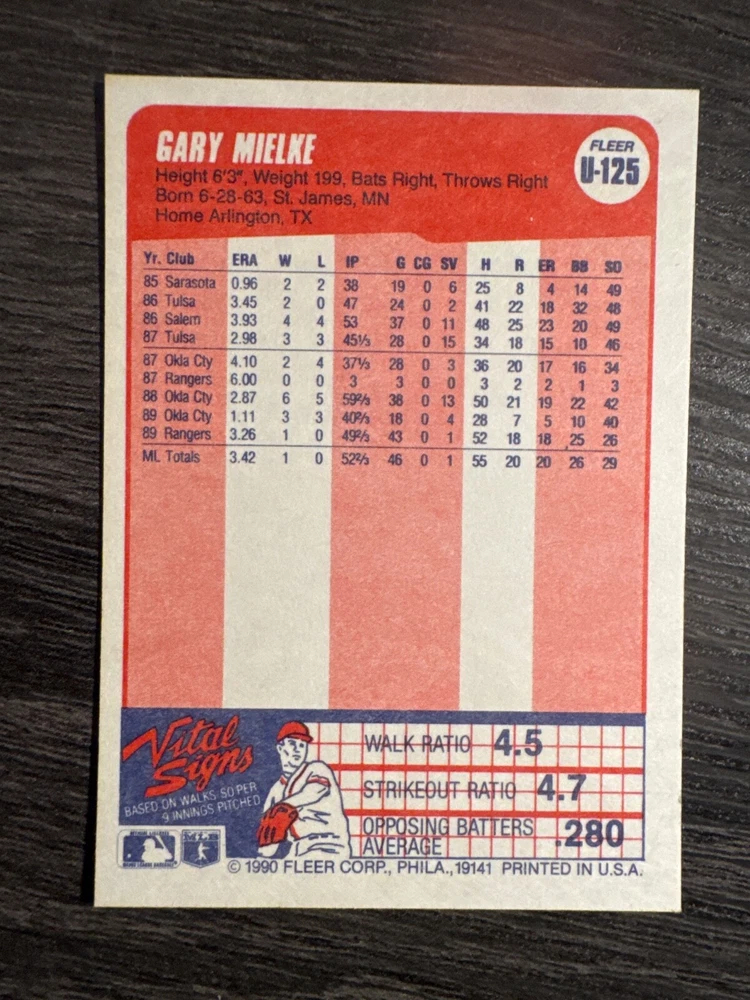 GARY MIELKE
FLEER
U-125
Height 6'3", Weight 199, Bats Right, Throws Right
Born 6-28-63, St. James, MN
Home Arlington, TX
Yr. Club ERA W L IP G CG SV H R ER BB SO
85 Sarasota 0.96 2 2 38 19 0 6 25 8 4 14 49
86 Tulsa 3.45 2 0 47 24 0 2 41 22 18 32 48
86 Salem 3.93 4 4 53 37 0 11 48 25 23 20 49
87 Tulsa 2.98 3 3 45⅓ 28 0 15 34 18 15 10 46
87 Okla Cty 4.10 2 4 37⅓ 28 0 3 36 20 17 16 34
87 Rangers 6.00 0 0 3 3 0 0 3 2 2 1 3
88 Okla Cty 2.87 6 5 59⅔ 38 0 13 50 21 19 22 42
89 Okla Cty 1.11 3 3 40⅔ 18 0 4 28 7 5 10 40
89 Rangers 3.26 1 0 49⅔ 43 0 1 52 18 18 25 26
ML Totals 3.42 1 0 52⅔ 46 0 1 55 20 20 26 29
Vital
Signs
BASED ON WALKS, SO PER
9 INNINGS PITCHED
WALK RATIO 4.5
STRIKEOUT RATIO 4.7
OPPOSING BATTERS
AVERAGE .280
© 1990 FLEER CORP., PHILA., 19141 PRINTED IN U.S.A.